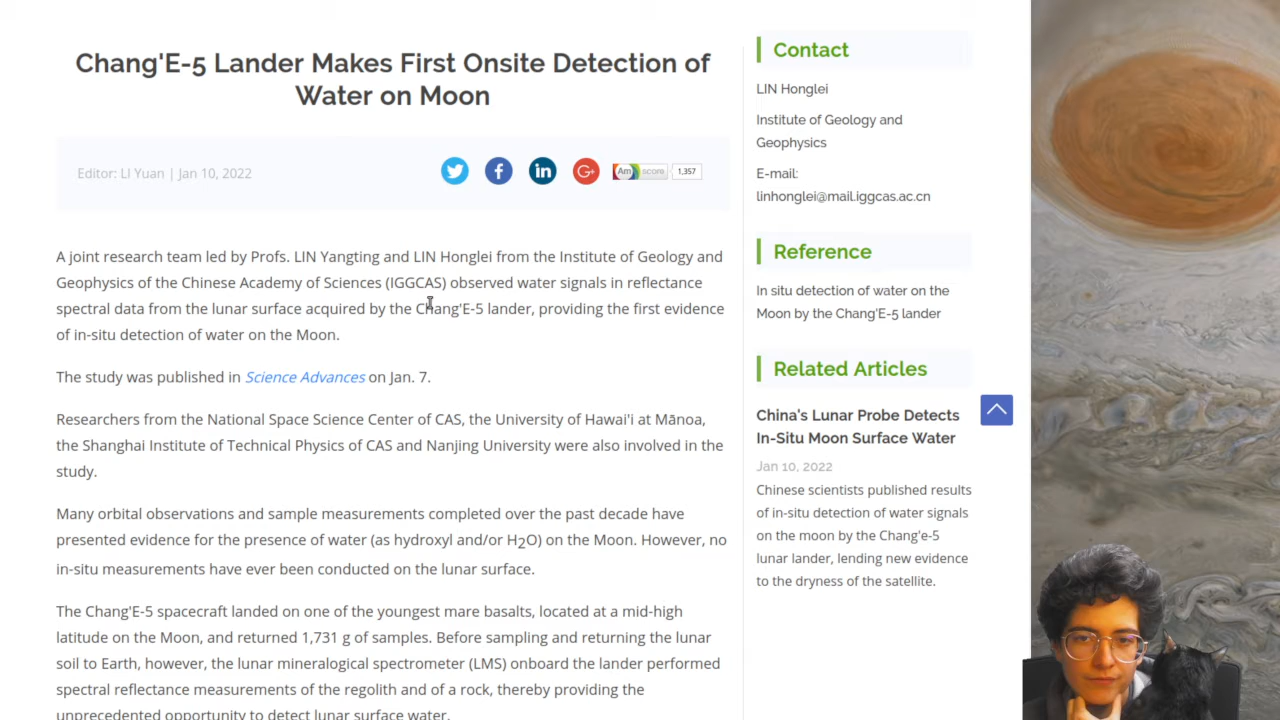 Chang'E-5 Lander Makes First Onsite Detection of
Water on Moon
Editor: LI Yuan | Jan 10, 2022
Am score 1,357
A joint research team led by Profs. LIN Yangting and LIN Honglei from the Institute of Geology and
Geophysics of the Chinese Academy of Sciences (IGGCAS) observed water signals in reflectance
spectral data from the lunar surface acquired by the Chang'E-5 lander, providing the first evidence
of in-situ detection of water on the Moon.
The study was published in Science Advances on Jan. 7.
Researchers from the National Space Science Center of CAS, the University of Hawai'i at Mānoa,
the Shanghai Institute of Technical Physics of CAS and Nanjing University were also involved in the
study.
Many orbital observations and sample measurements completed over the past decade have
presented evidence for the presence of water (as hydroxyl and/or H2O) on the Moon. However, no
in-situ measurements have ever been conducted on the lunar surface.
The Chang'E-5 spacecraft landed on one of the youngest mare basalts, located at a mid-high
latitude on the Moon, and returned 1,731 g of samples. Before sampling and returning the lunar
soil to Earth, however, the lunar mineralogical spectrometer (LMS) onboard the lander performed
spectral reflectance measurements of the regolith and of a rock, thereby providing the
unprecedented opportunity to detect lunar surface water.
Contact
LIN Honglei
Institute of Geology and
Geophysics
E-mail:
linhonglei@mail.iggcas.ac.cn
Reference
In situ detection of water on the
Moon by the Chang'E-5 lander
Related Articles
China's Lunar Probe Detects
In-Situ Moon Surface Water
Jan 10, 2022
Chinese scientists published results
of in-situ detection of water signals
on the moon by the Chang'e-5
lunar lander, lending new evidence
to the dryness of the satellite.